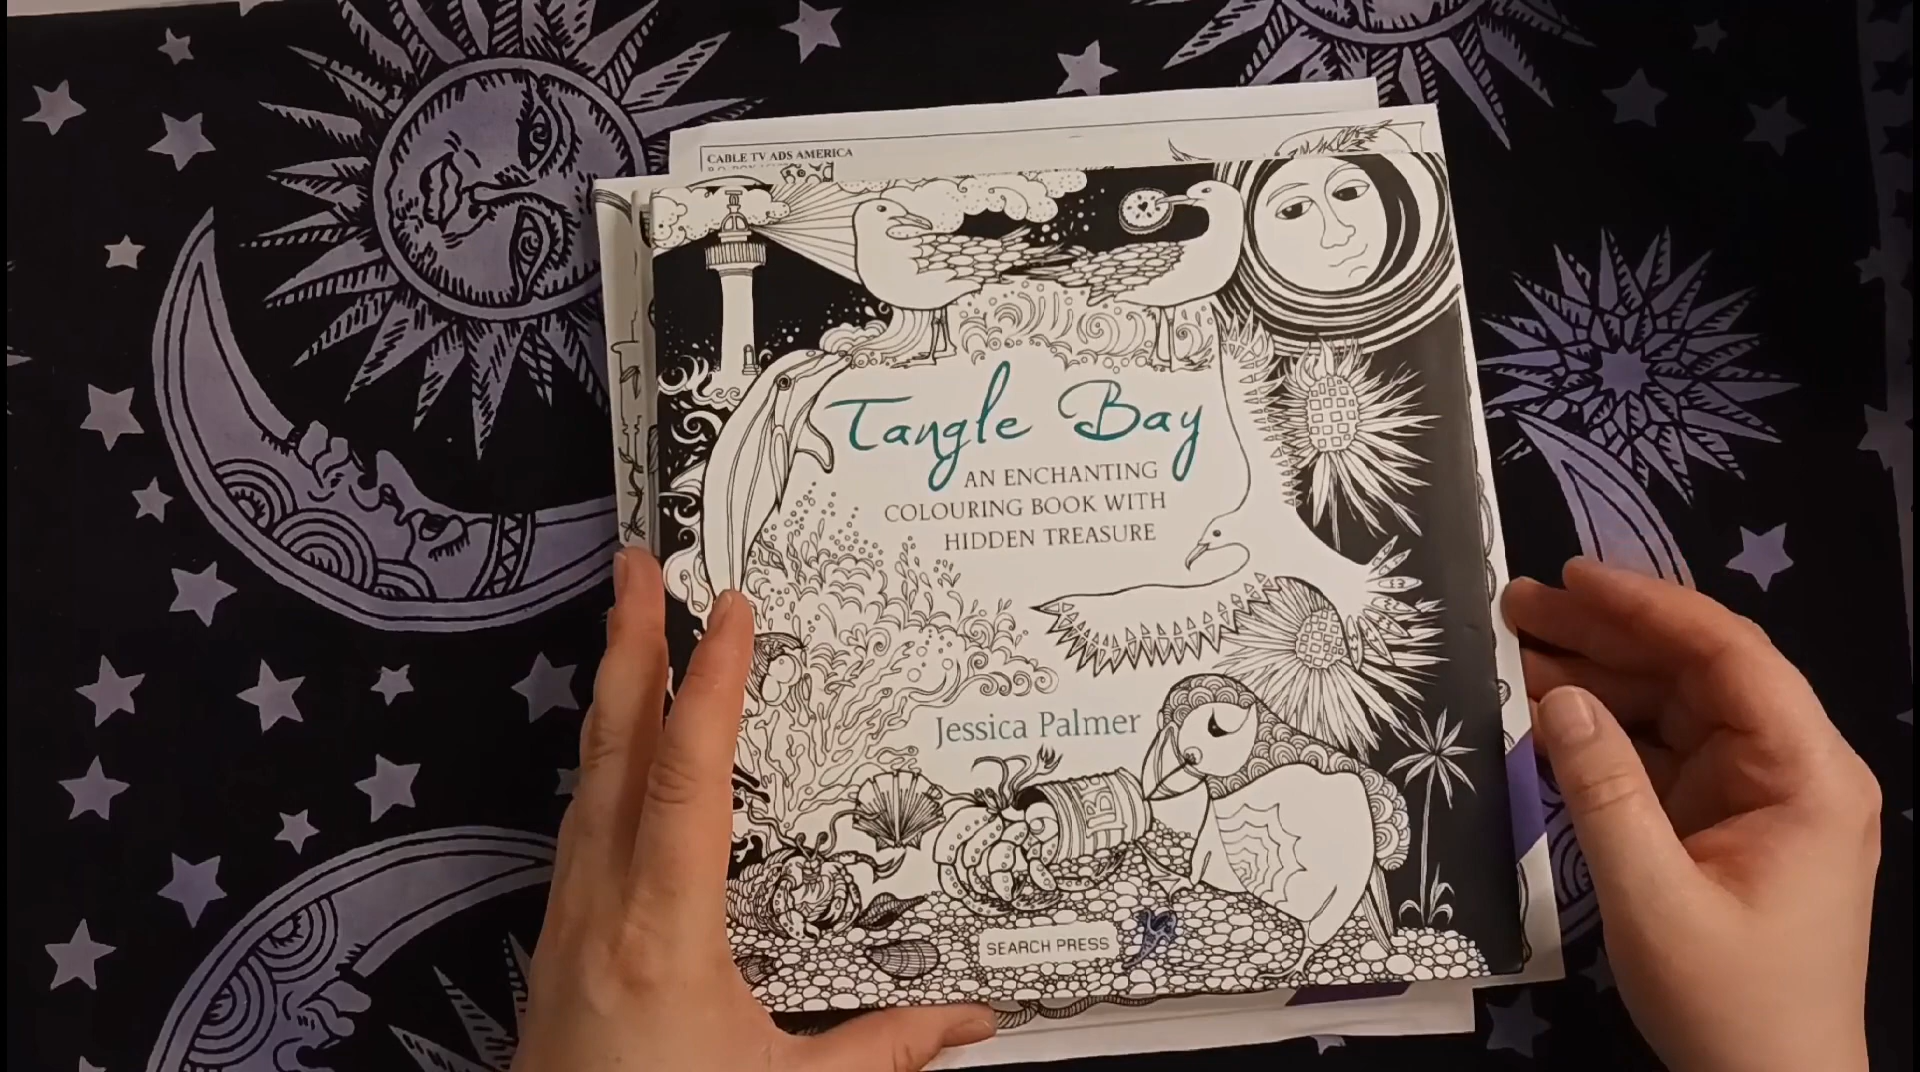 CABLE TV ADS AMERICA
Tangle Bay
AN ENCHANTING
COLOURING BOOK WITH
HIDDEN TREASURE
Jessica Palmer
SEARCH PRESS